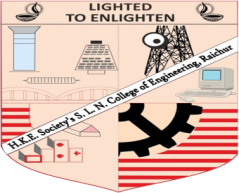 LIGHTED
TO ENLIGHTEN
H.K.E. Society's S. L. N. College of Engineering, Raichur